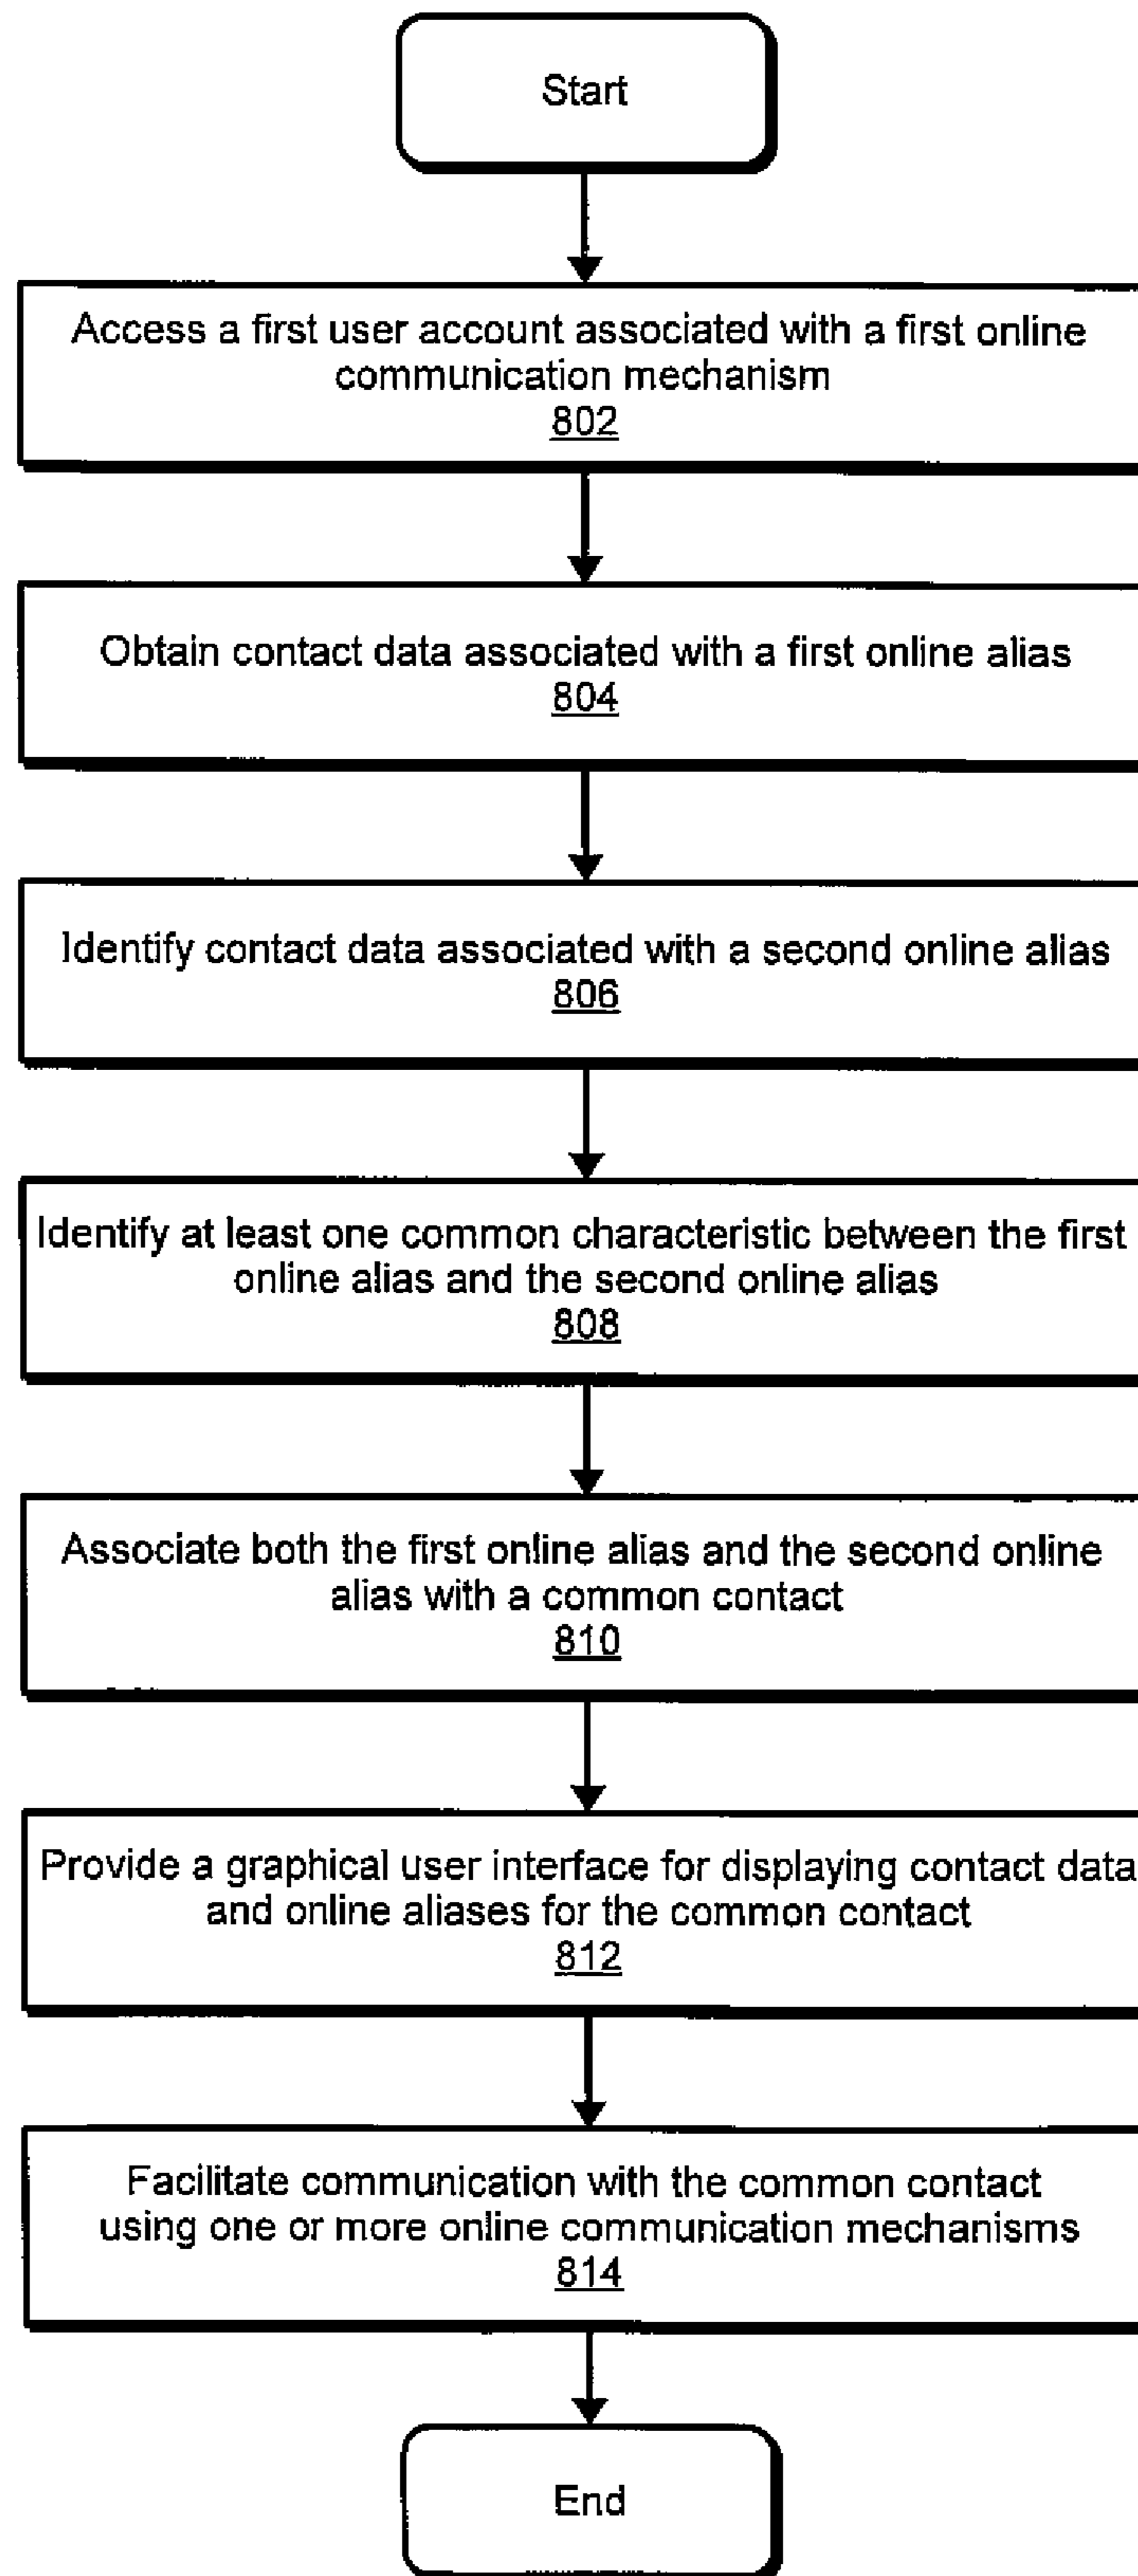 Start
Access a first user account associated with a first online
communication mechanism
802
Obtain contact data associated with a first online alias
804
Identify contact data associated with a second online alias
806
Identify at least one common characteristic between the first
online alias and the second online alias
808
Associate both the first online alias and the second online
alias with a common contact
810
Provide a graphical user interface for displaying contact data
and online aliases for the common contact
812
Facilitate communication with the common contact
using one or more online communication mechanisms
814
End